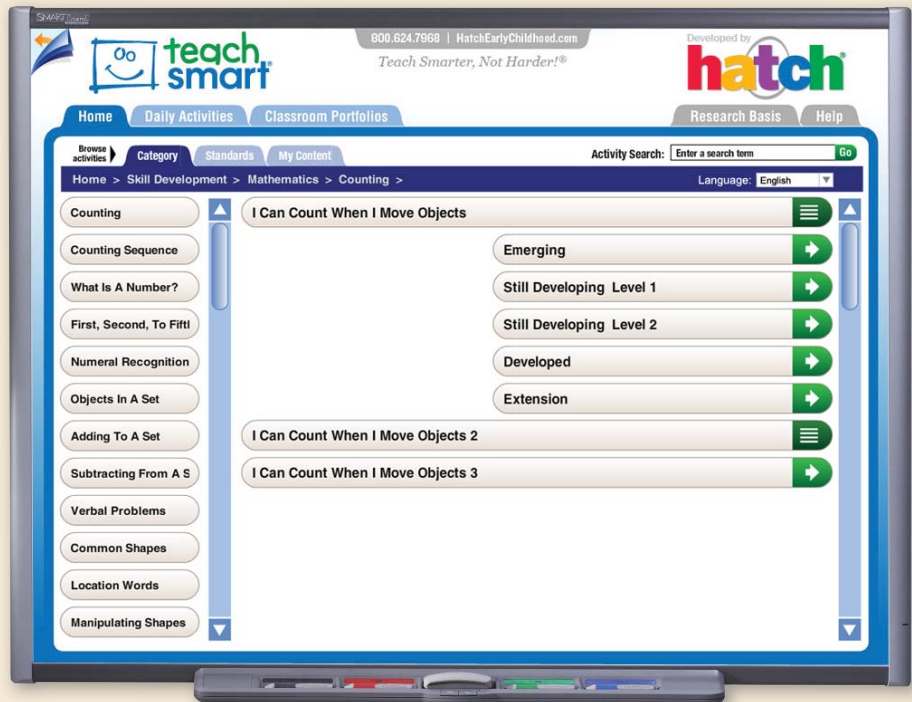 SMART Board
800.624.7968 | HatchEarlyChildhood.com
teach
smart
Teach Smarter, Not Harder!®
Developed by
hatch®
Home
Daily Activities
Classroom Portfolios
Research Basis
Help
Browse
activities
Category
Standards
My Content
Activity Search:
Enter a search term
Go
Home > Skill Development > Mathematics > Counting >
Language:
English
Counting
Counting Sequence
What Is A Number?
First, Second, To Fiftl
Numeral Recognition
Objects In A Set
Adding To A Set
Subtracting From A S
Verbal Problems
Common Shapes
Location Words
Manipulating Shapes
I Can Count When I Move Objects
Emerging
Still Developing Level 1
Still Developing Level 2
Developed
Extension
I Can Count When I Move Objects 2
I Can Count When I Move Objects 3